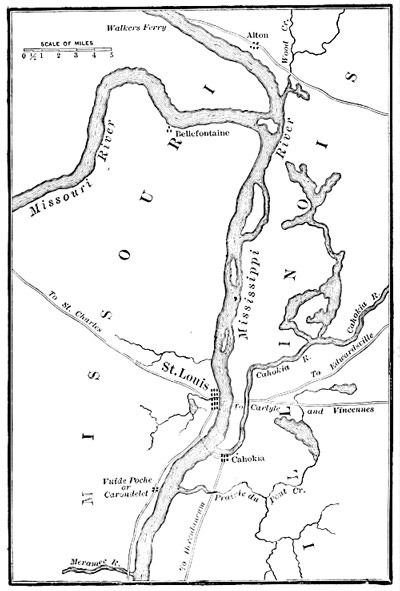 Walkers Ferry
Alton
Wood Cr.
SCALE OF MILES
0 ½ 1 2 3 4 5
Bellefontaine
Missouri River
Mississippi River
MISSOURI
ILLINOIS
To St. Charles
Cahokia R.
To Edwardsville
Cahokia R.
St. Louis
to Carlyle and Vincennes
Cahokia
Vuide Poche
or
Carondelet
Prairie du Pont Cr.
To Herculaneum
Meramec R.